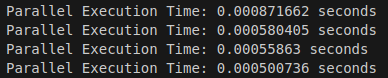 Parallel Execution Time: 0.000871662 seconds
Parallel Execution Time: 0.000580405 seconds
Parallel Execution Time: 0.00055863 seconds
Parallel Execution Time: 0.000500736 seconds